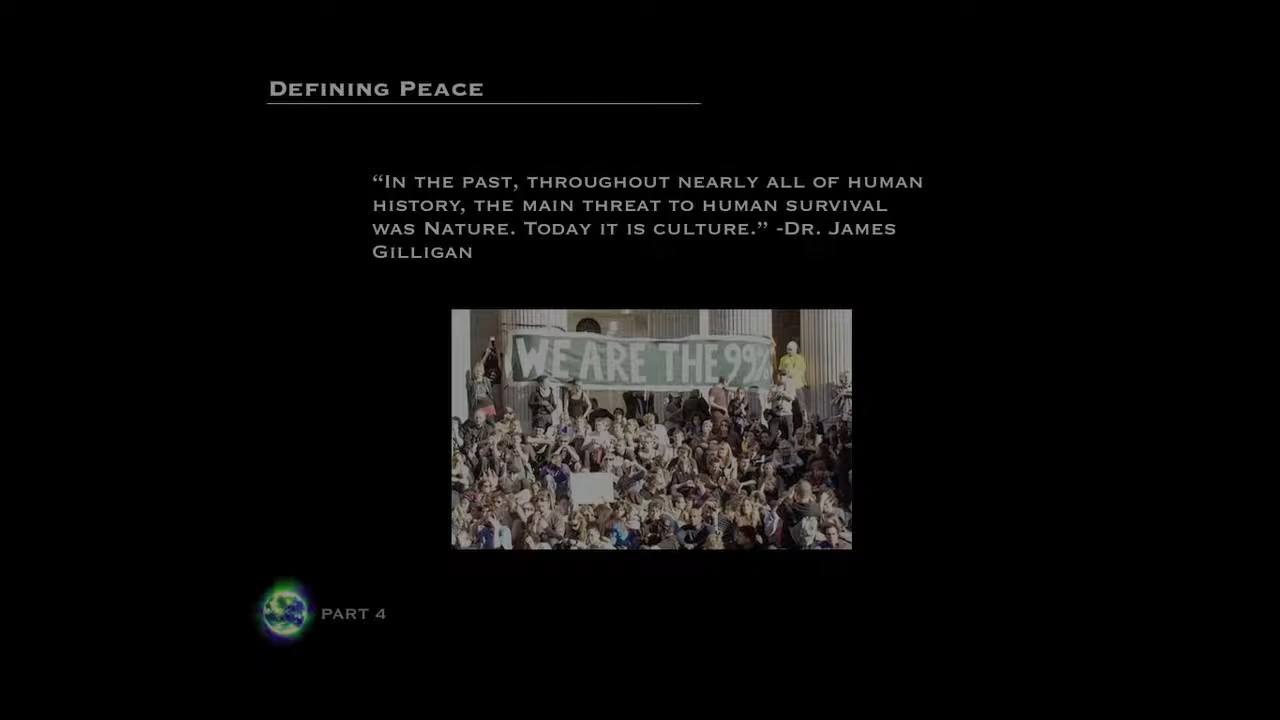 Defining Peace
“In the past, throughout nearly all of human
history, the main threat to human survival
was Nature. Today it is culture.” -Dr. James
Gilligan
WE ARE THE 99%
PART 4